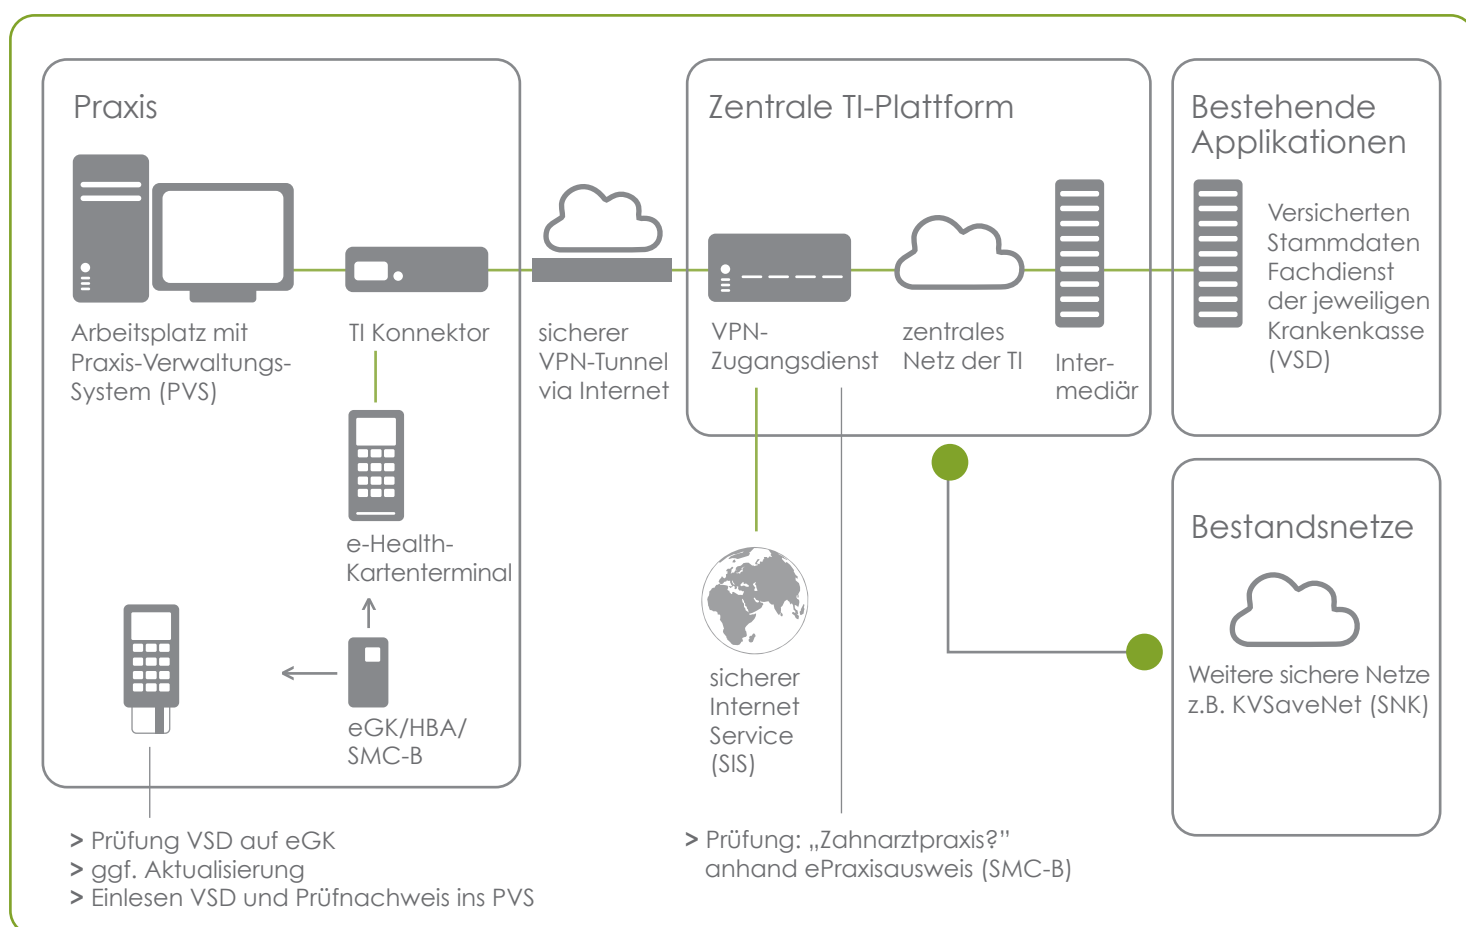 Praxis
Arbeitsplatz mit
Praxis-Verwaltungs-
System (PVS)
TI Konnektor
e-Health-
Kartenterminal
eGK/HBA/
SMC-B
> Prüfung VSD auf eGK
> ggf. Aktualisierung
> Einlesen VSD und Prüfnachweis ins PVS
sicherer
VPN-Tunnel
via Internet
Zentrale TI-Plattform
VPN-
Zugangsdienst
zentrales
Netz der TI
Inter-
mediär
sicherer
Internet
Service
(SIS)
> Prüfung: „Zahnarztpraxis?”
anhand ePraxisausweis (SMC-B)
Bestehende
Applikationen
Versicherten
Stammdaten
Fachdienst
der jeweiligen
Krankenkasse
(VSD)
Bestandsnetze
Weitere sichere Netze
z.B. KVSaveNet (SNK)